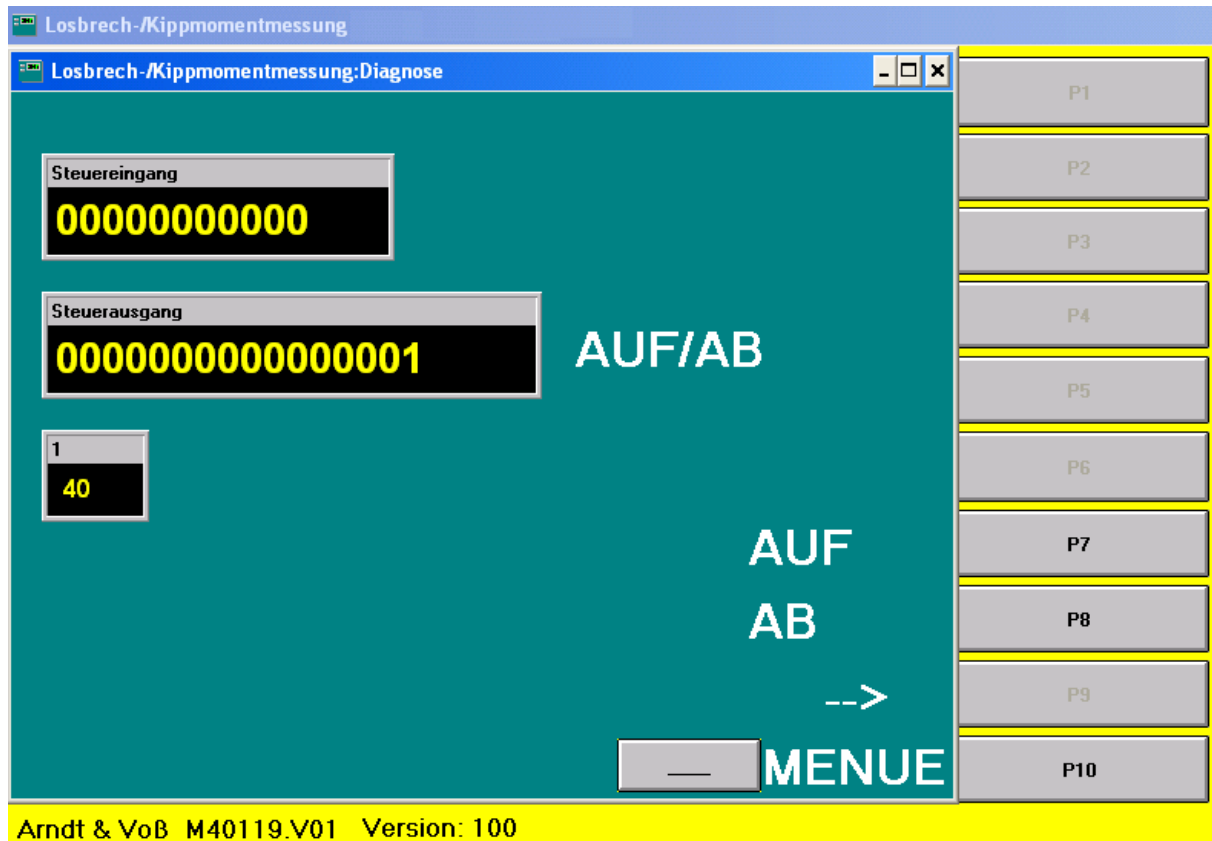 Losbrech-/Kippmomentmessung
Losbrech-/Kippmomentmessung:Diagnose
P1
Steuereingang
P2
00000000000
P3
Steuerausgang
P4
0000000000000001 AUF/AB
P5
1
P6
40
AUF P7
AB P8
--> P9
MENUE P10
Arndt & Voß M40119.V01 Version: 100